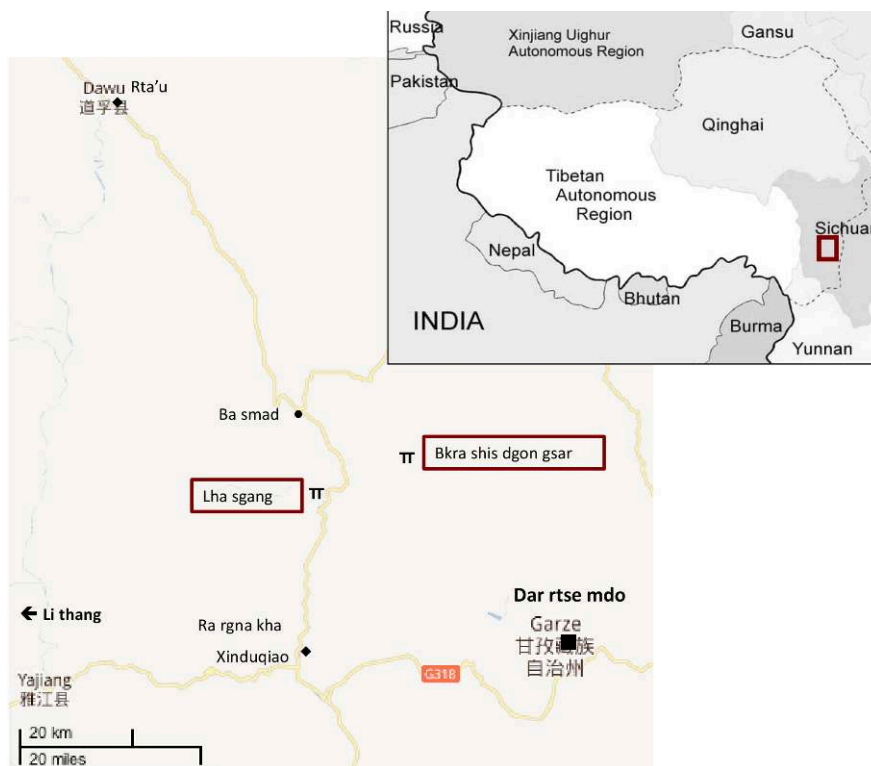 Russia
Xinjiang Uighur
Autonomous Region
Gansu
Pakistan
Qinghai
Tibetan
Autonomous
Region
Sichuan
Nepal
Bhutan
INDIA
Burma
Yunnan
Dawu Rta'u
道孚县
Ba smad
Bkra shis dgon gsar
π
Lha sgang
π
← Li thang
Dar rtse mdo
Ra rgna kha
Garze
甘孜藏族
自治州
Xinduqiao
G318
Yajiang
雅江县
20 km
20 miles